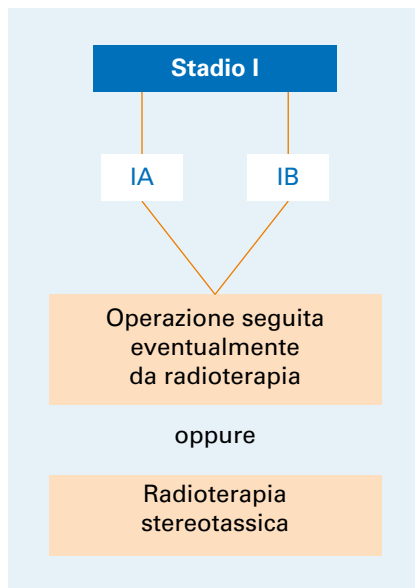 Stadio I
IA
IB
Operazione seguita
eventualmente
da radioterapia
oppure
Radioterapia
stereotassica